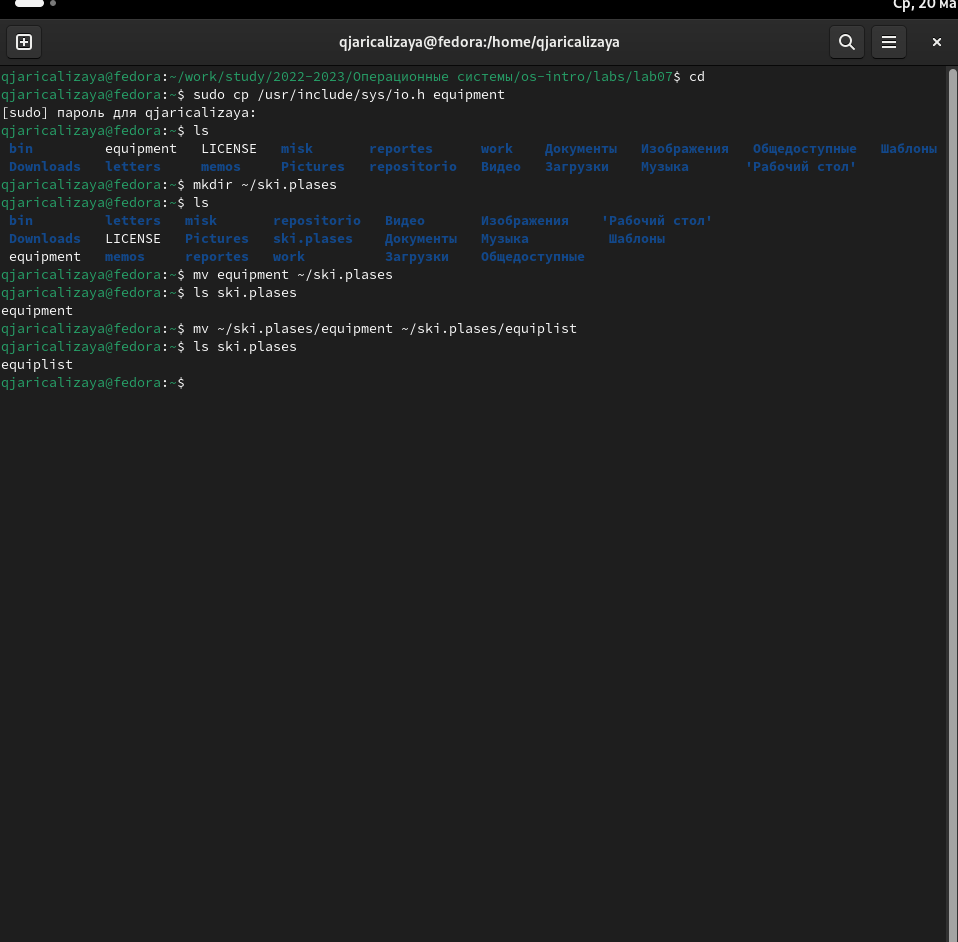 Ср, 20 ма
qjaricalizaya@fedora:/home/qjaricalizaya
qjaricalizaya@fedora:~/work/study/2022-2023/Операционные системы/os-intro/labs/lab07$ cd
qjaricalizaya@fedora:~$ sudo cp /usr/include/sys/io.h equipment
[sudo] пароль для qjaricalizaya:
qjaricalizaya@fedora:~$ ls
bin equipment LICENSE misk reportes work Документы Изображения Общедоступные Шаблоны
Downloads letters memos Pictures repositorio Видео Загрузки Музыка 'Рабочий стол'
qjaricalizaya@fedora:~$ mkdir ~/ski.plases
qjaricalizaya@fedora:~$ ls
bin letters misk repositorio Видео Изображения 'Рабочий стол'
Downloads LICENSE Pictures ski.plases Документы Музыка Шаблоны
equipment memos reportes work Загрузки Общедоступные
qjaricalizaya@fedora:~$ mv equipment ~/ski.plases
qjaricalizaya@fedora:~$ ls ski.plases
equipment
qjaricalizaya@fedora:~$ mv ~/ski.plases/equipment ~/ski.plases/equiplist
qjaricalizaya@fedora:~$ ls ski.plases
equiplist
qjaricalizaya@fedora:~$